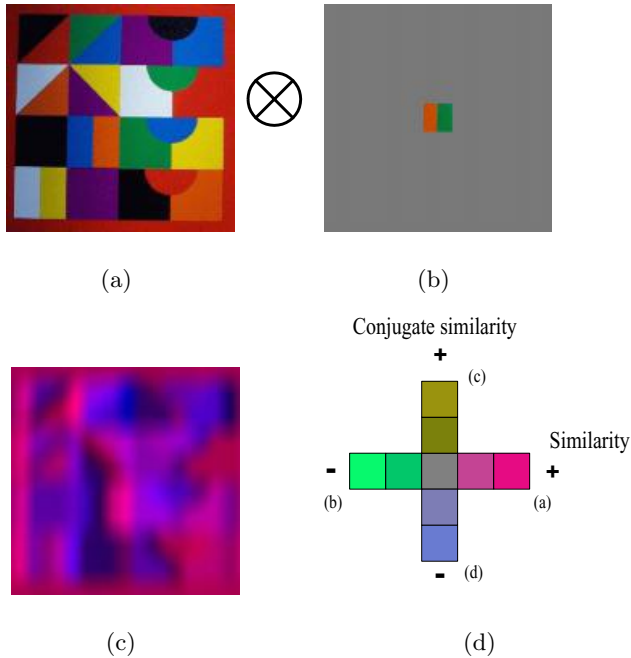 (a)
(b)
Conjugate similarity
+
(c)
Similarity
-
+
(b)
(a)
(d)
-
(c)
(d)